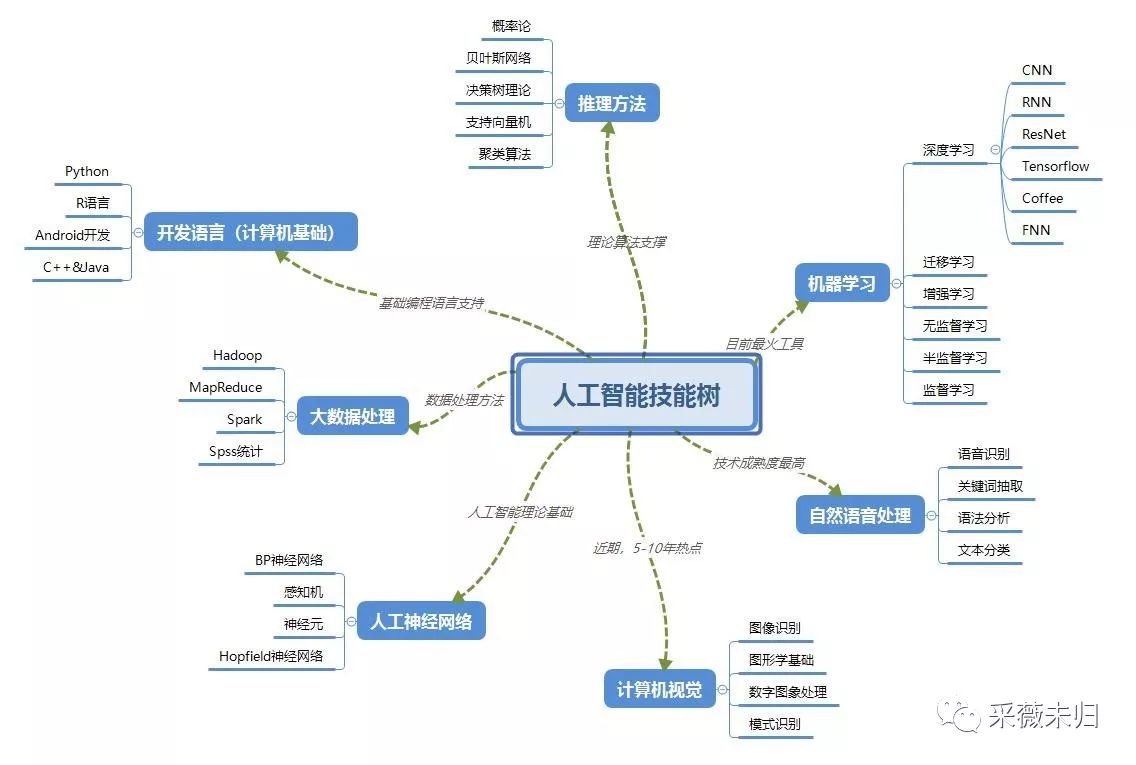 人工智能技能树
理论算法支撑
推理方法
概率论
贝叶斯网络
决策树理论
支持向量机
聚类算法
基础编程语言支持
开发语言（计算机基础）
Python
R语言
Android开发
C++&Java
数据处理方法
大数据处理
Hadoop
MapReduce
Spark
Spss统计
人工智能理论基础
人工神经网络
BP神经网络
感知机
神经元
Hopfield神经网络
目前最火工具
机器学习
深度学习
CNN
RNN
ResNet
Tensorflow
Coffee
FNN
迁移学习
增强学习
无监督学习
半监督学习
监督学习
技术成熟度最高
自然语音处理
语音识别
关键词抽取
语法分析
文本分类
近期，5-10年热点
计算机视觉
图像识别
图形学基础
数字图象处理
模式识别
采薇未归